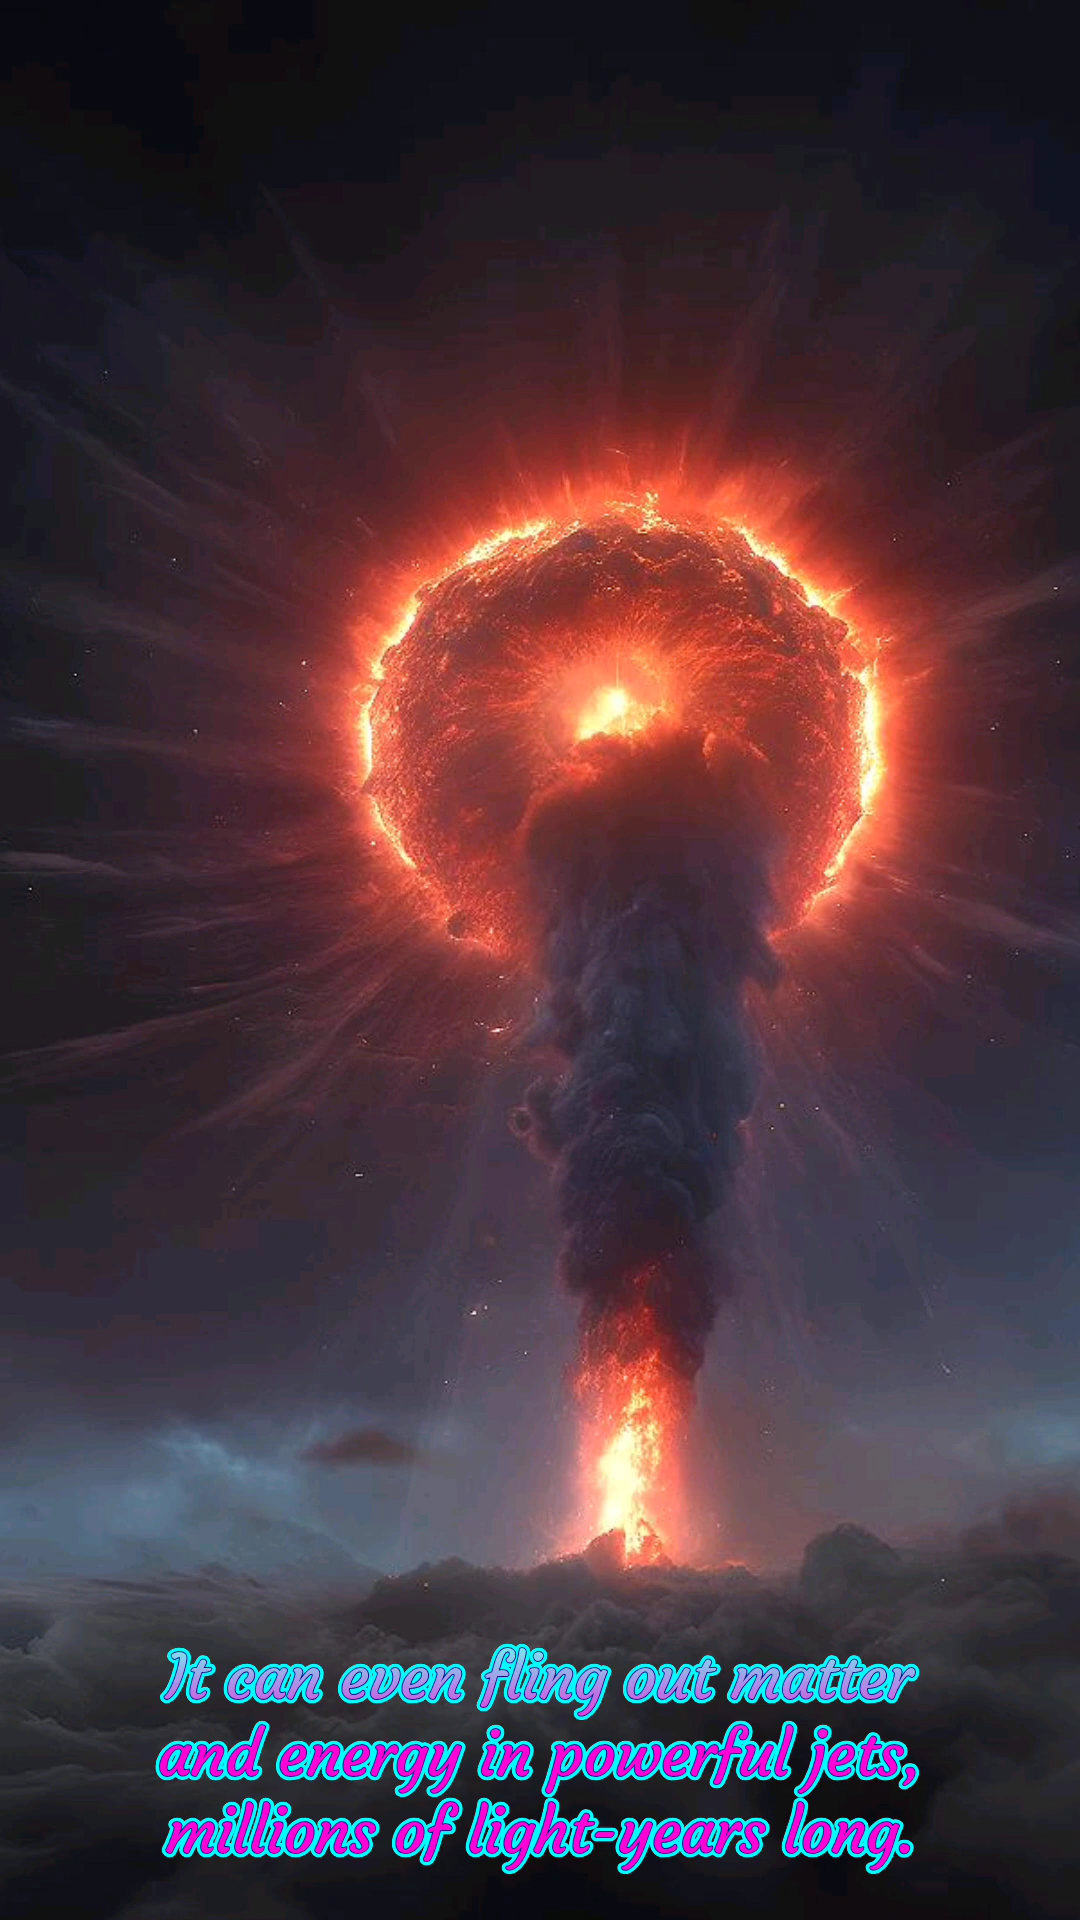 It can even fling out matter
and energy in powerful jets,
millions of light-years long.